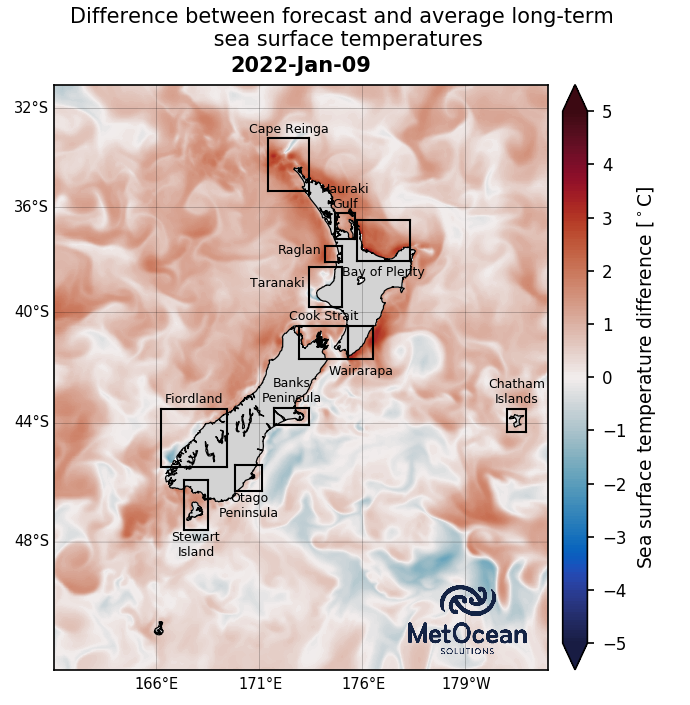 Difference between forecast and average long-term
sea surface temperatures
2022-Jan-09
32°S
36°S
40°S
44°S
48°S
166°E
171°E
176°E
179°W
Cape Reinga
Hauraki
Gulf
Raglan
Bay of Plenty
Taranaki
Cook Strait
Wairarapa
Banks
Peninsula
Fiordland
Chatham
Islands
Otago
Peninsula
Stewart
Island
MetOcean
SOLUTIONS
5
4
3
2
1
0
−1
−2
−3
−4
−5
Sea surface temperature difference [°C]